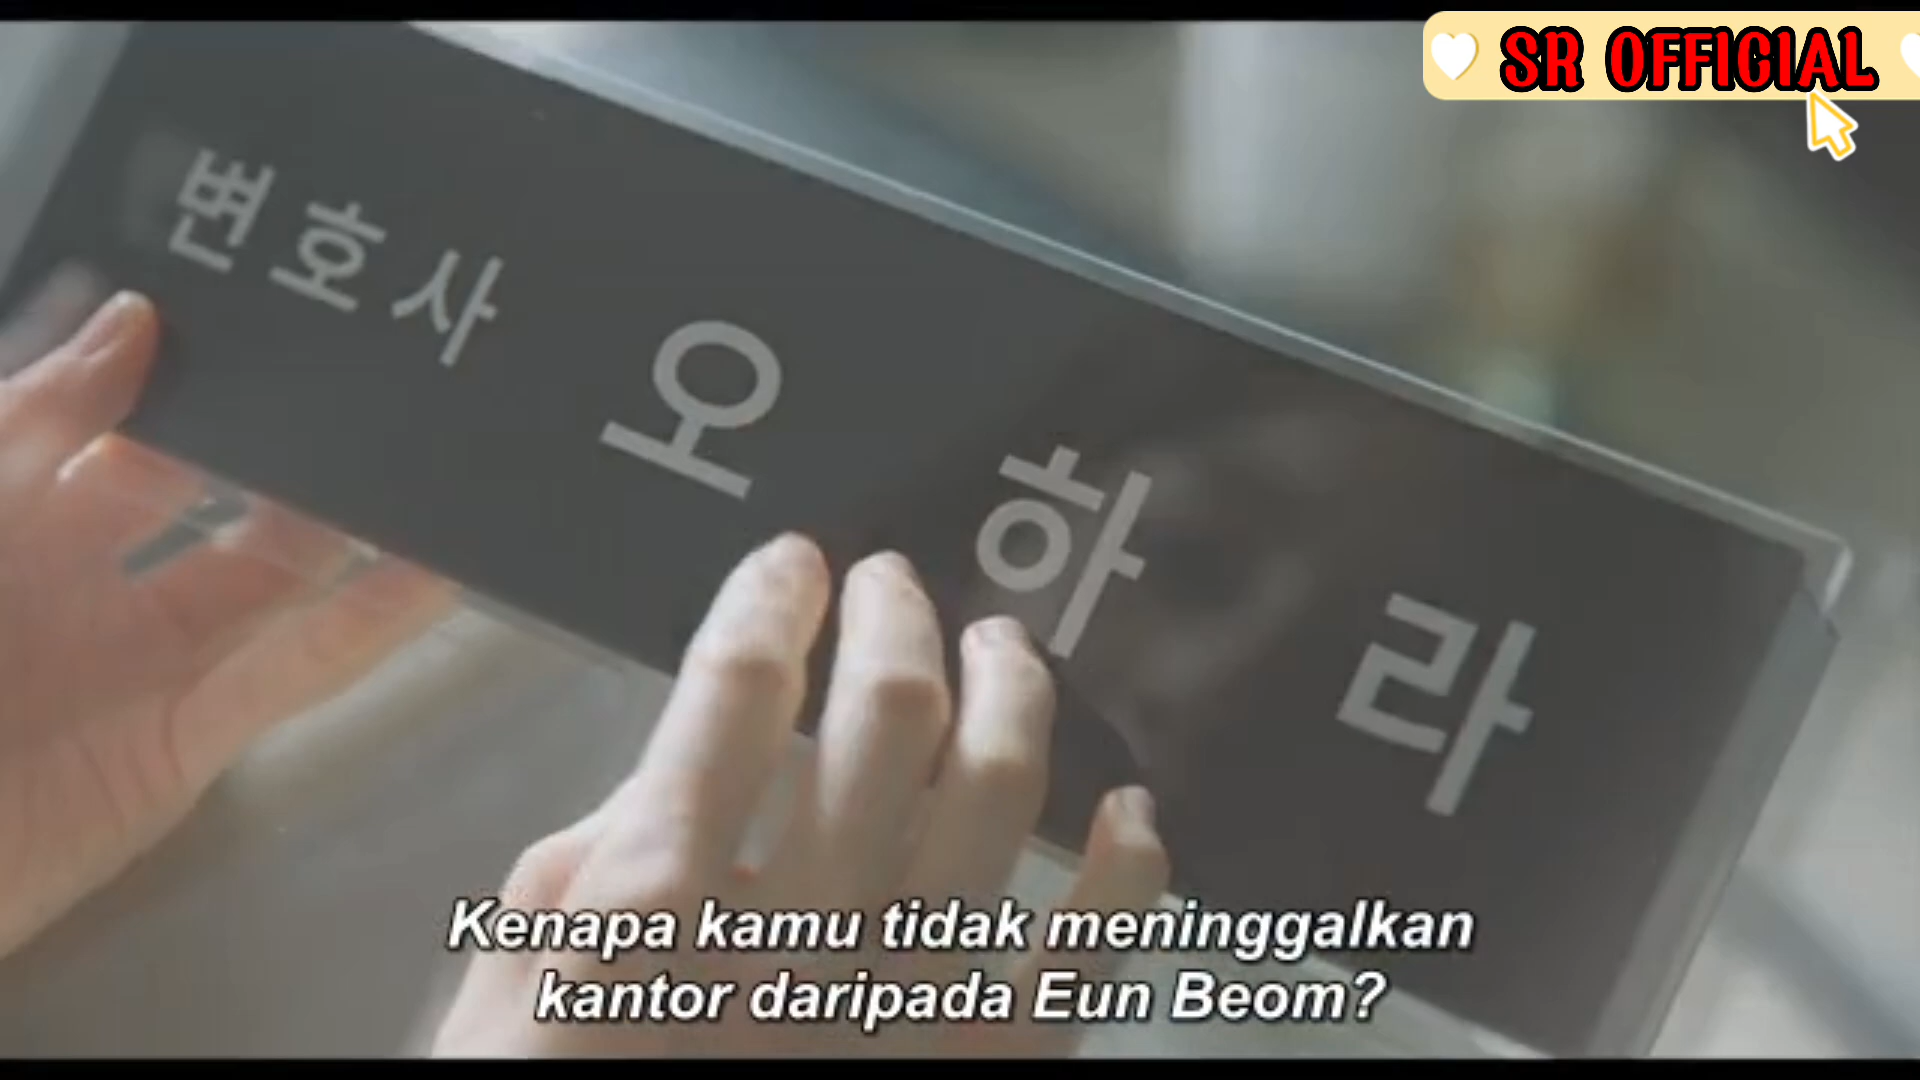 SR OFFICIAL
변호사 오하라
Kenapa kamu tidak meninggalkan
kantor daripada Eun Beom?